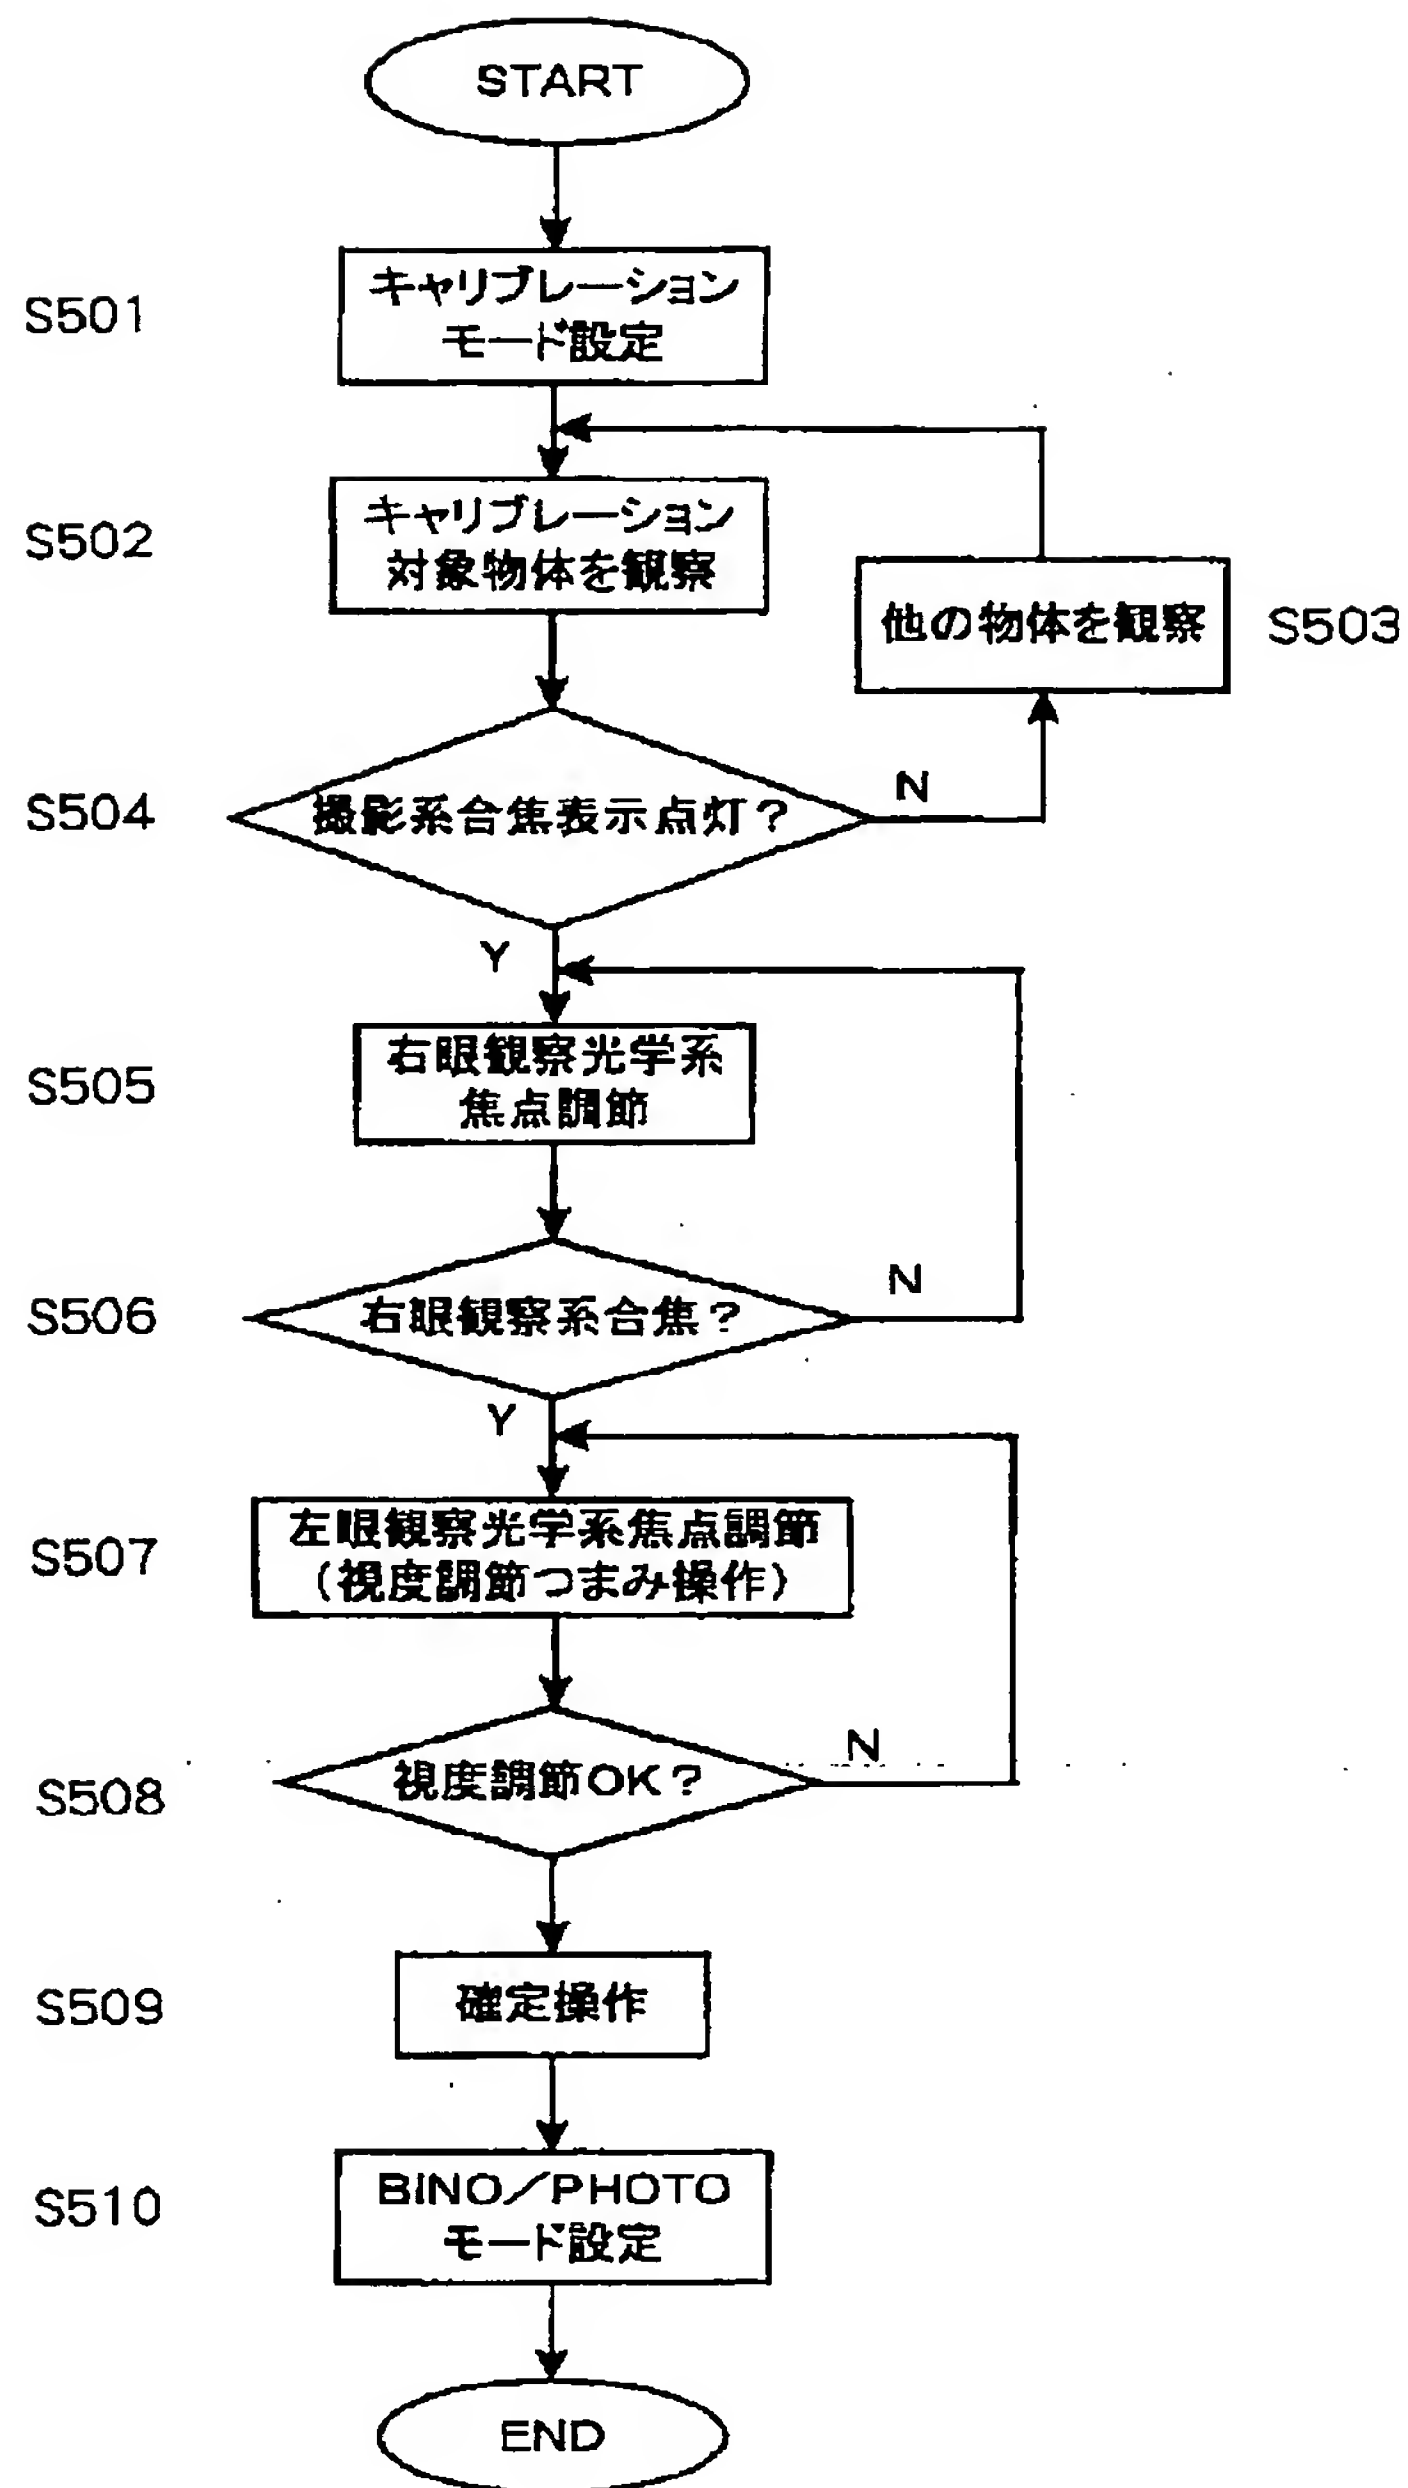 START
S501
キャリブレーション
モード設定
S502
キャリブレーション
対象物体を観察
他の物体を観察
S503
S504
撮影系合焦表示点灯？
N
Y
S505
右眼観察光学系
焦点調節
S506
右眼観察系合焦？
N
Y
S507
左眼観察光学系焦点調節
（視度調節つまみ操作）
S508
視度調節OK？
N
S509
確定操作
S510
BINO／PHOTO
モード設定
END